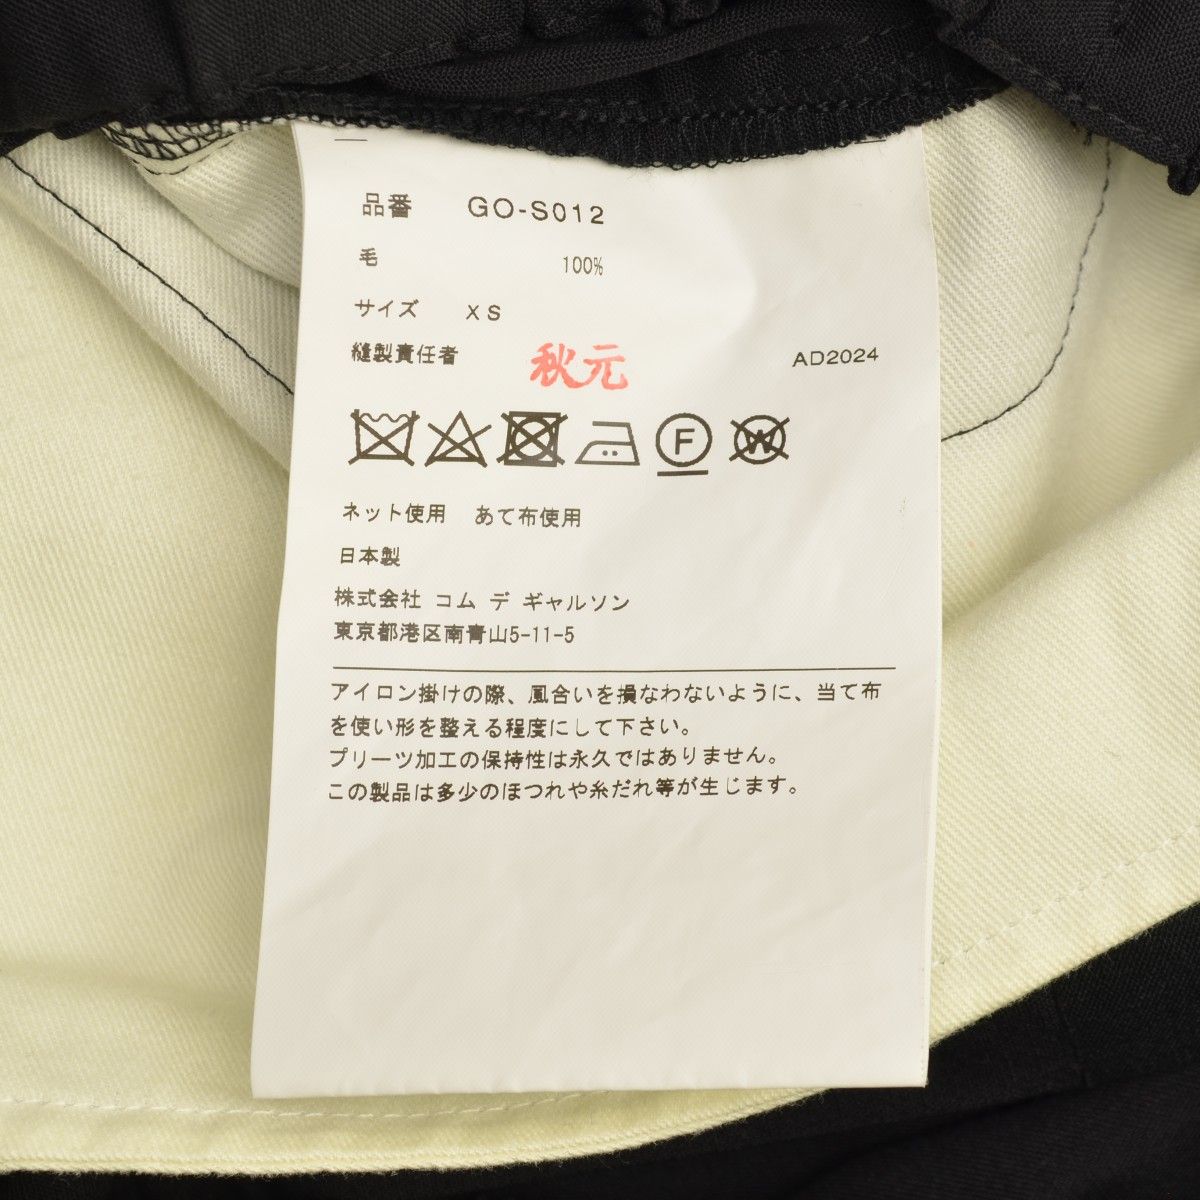 品番 GO-S012
毛 100%
サイズ XS
縫製責任者 秋元 AD2024
F W
ネット使用 あて布使用
日本製
株式会社 コム デ ギャルソン
東京都港区南青山5-11-5
アイロン掛けの際、風合いを損なわないように、当て布
を使い形を整える程度にして下さい。
プリーツ加工の保持性は永久ではありません。
この製品は多少のほつれや糸だれ等が生じます。